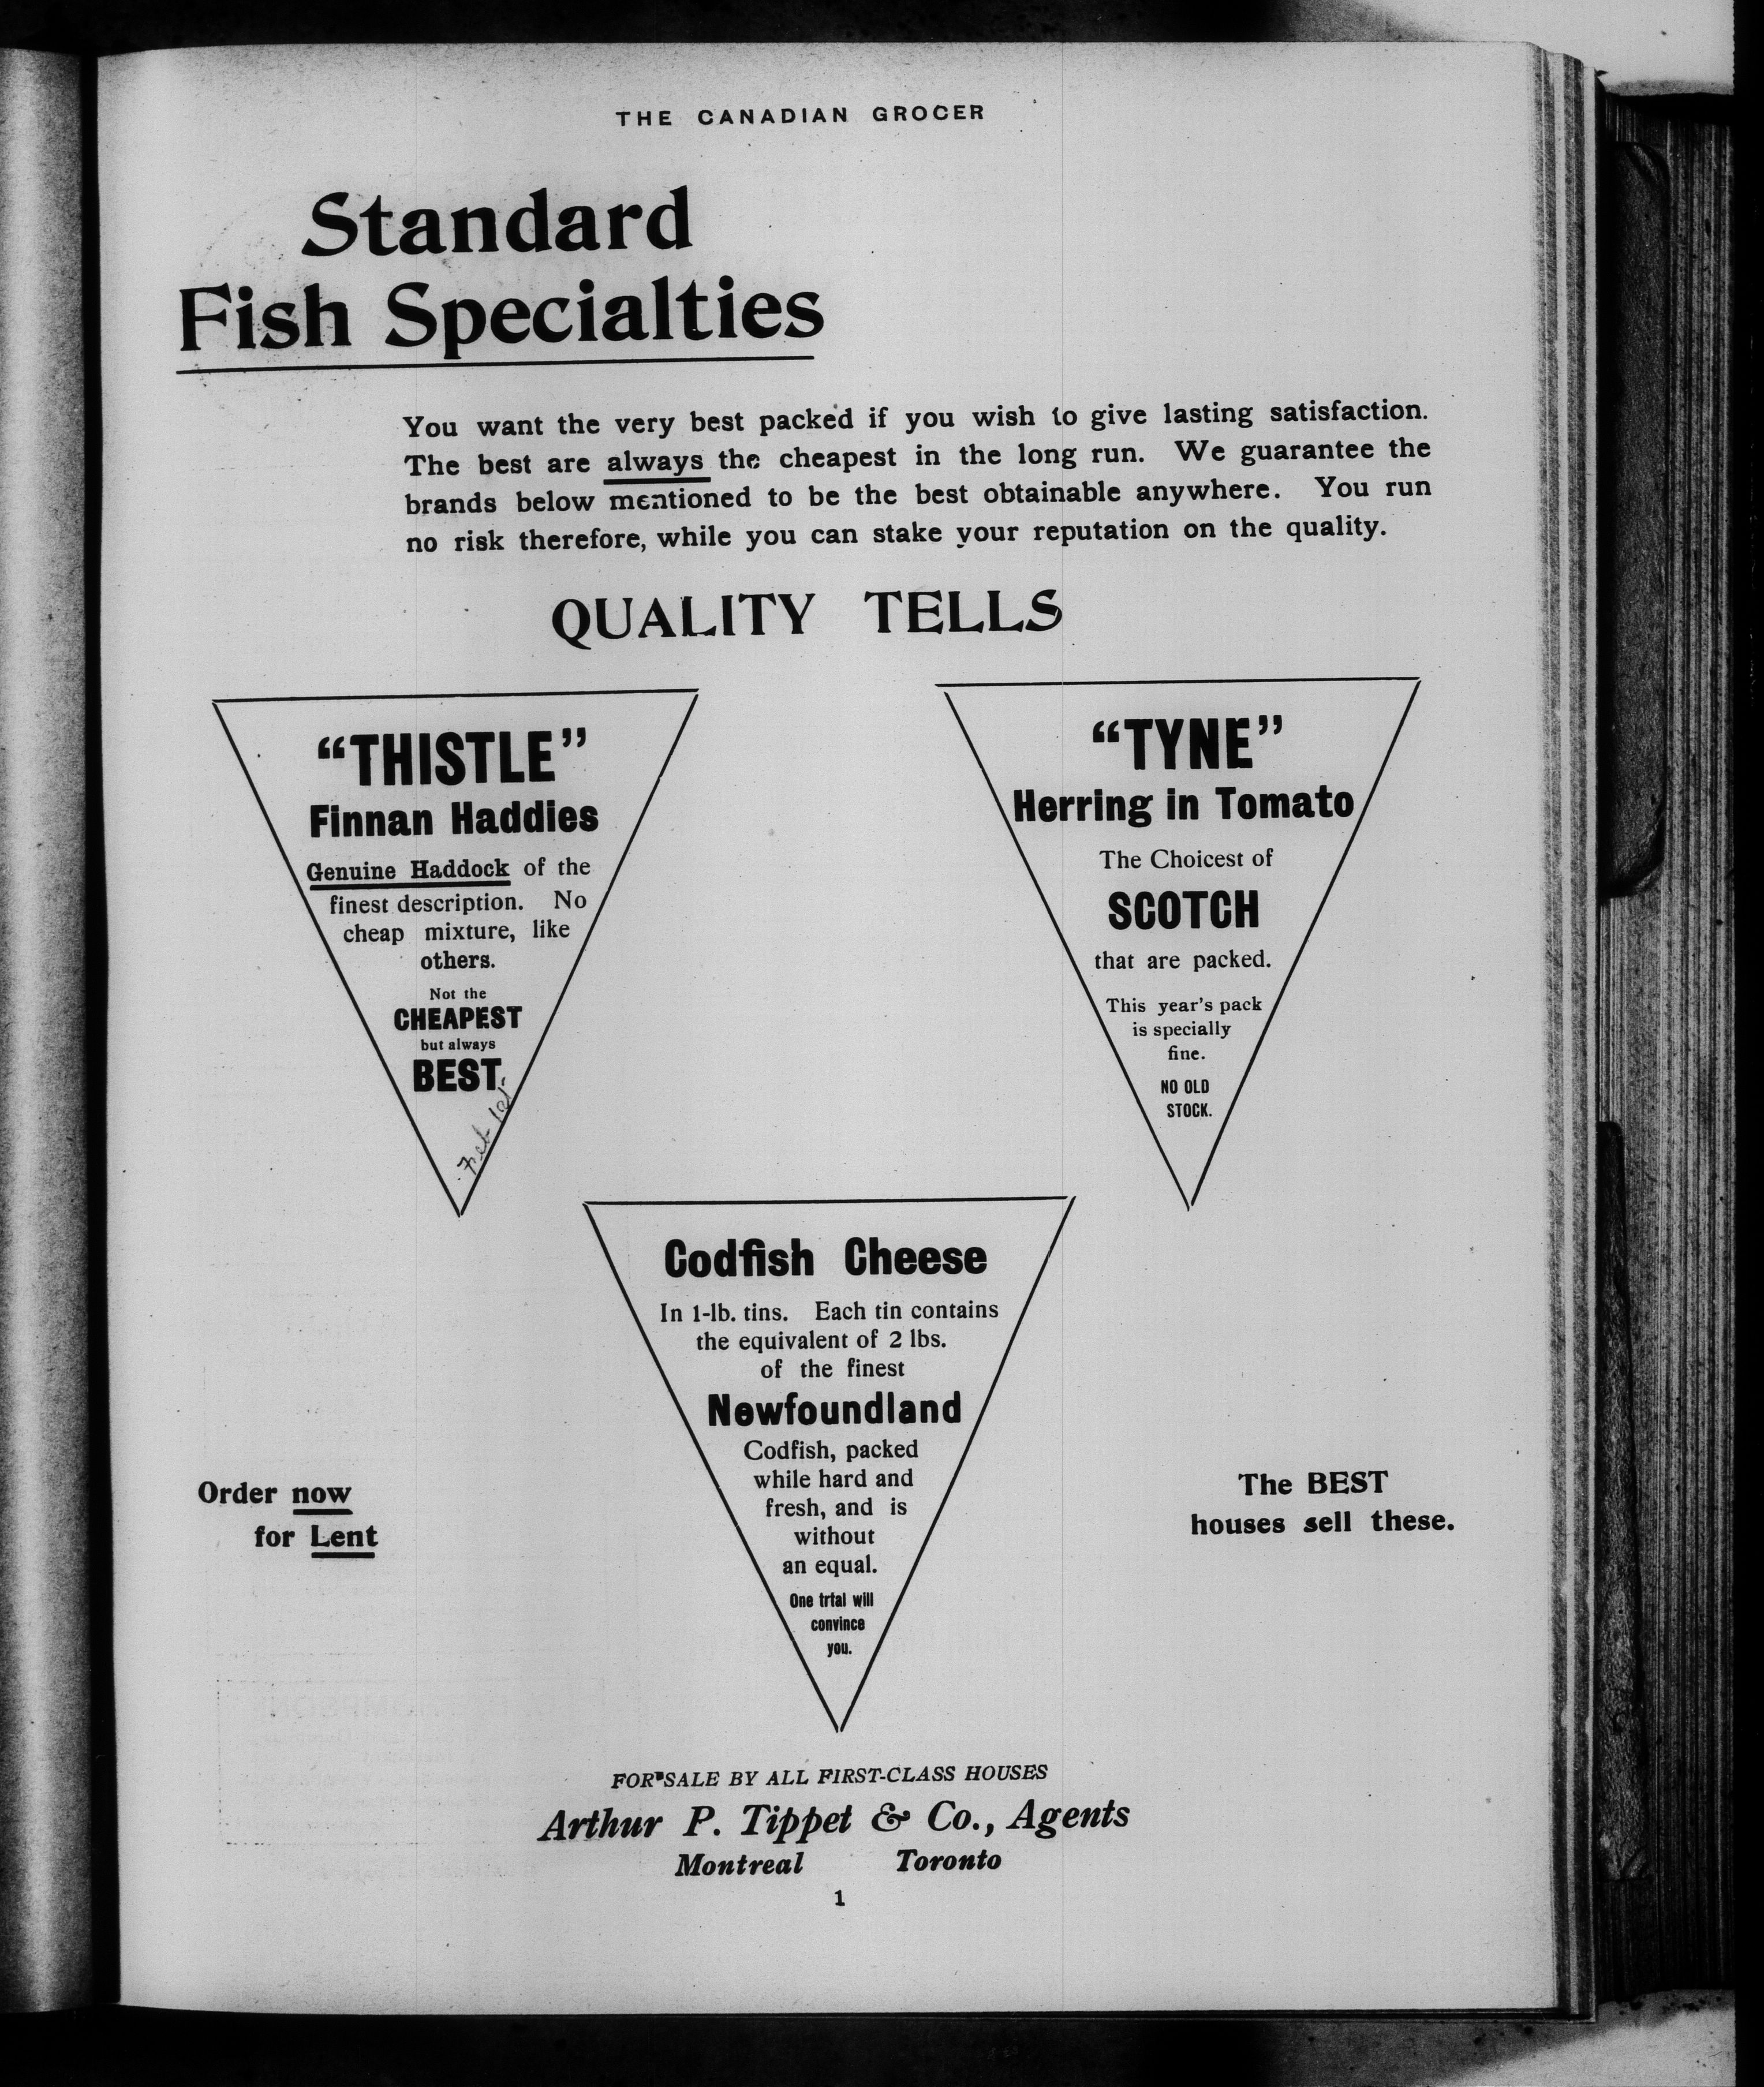 THE CANADIAN GROCER
Standard
Fish Specialties
You want the very best packed if you wish to give lasting satisfaction.
The best are always the cheapest in the long run. We guarantee the
brands below mentioned to be the best obtainable anywhere. You run
no risk therefore, while you can stake your reputation on the quality.
QUALITY TELLS
“THISTLE”
Finnan Haddies
Genuine Haddock of the
finest description. No
cheap mixture, like
others.
Not the
CHEAPEST
but always
BEST.
“TYNE”
Herring in Tomato
The Choicest of
SCOTCH
that are packed.
This year's pack
is specially
fine.
NO OLD
STOCK.
Codfish Cheese
In 1-lb. tins. Each tin contains
the equivalent of 2 lbs.
of the finest
Newfoundland
Codfish, packed
while hard and
fresh, and is
without
an equal.
One trtal will
convince
you.
Order now
for Lent
The BEST
houses sell these.
FOR SALE BY ALL FIRST-CLASS HOUSES
Arthur P. Tippet & Co., Agents
Montreal Toronto
1